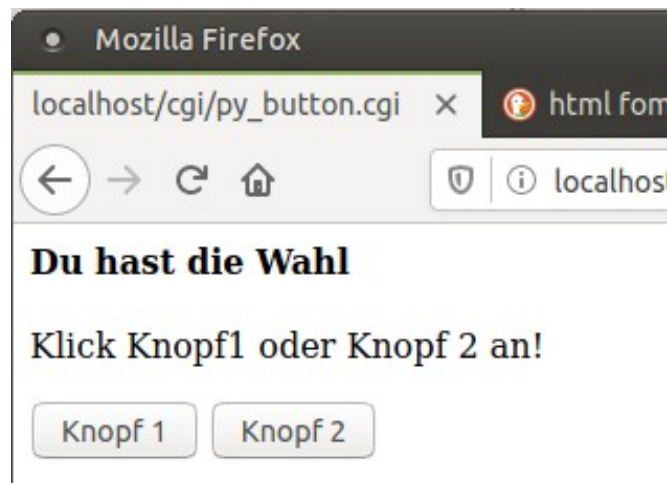 Mozilla Firefox
localhost/cgi/py_button.cgi
html fom
localhos
Du hast die Wahl
Klick Knopf1 oder Knopf 2 an!
Knopf 1
Knopf 2